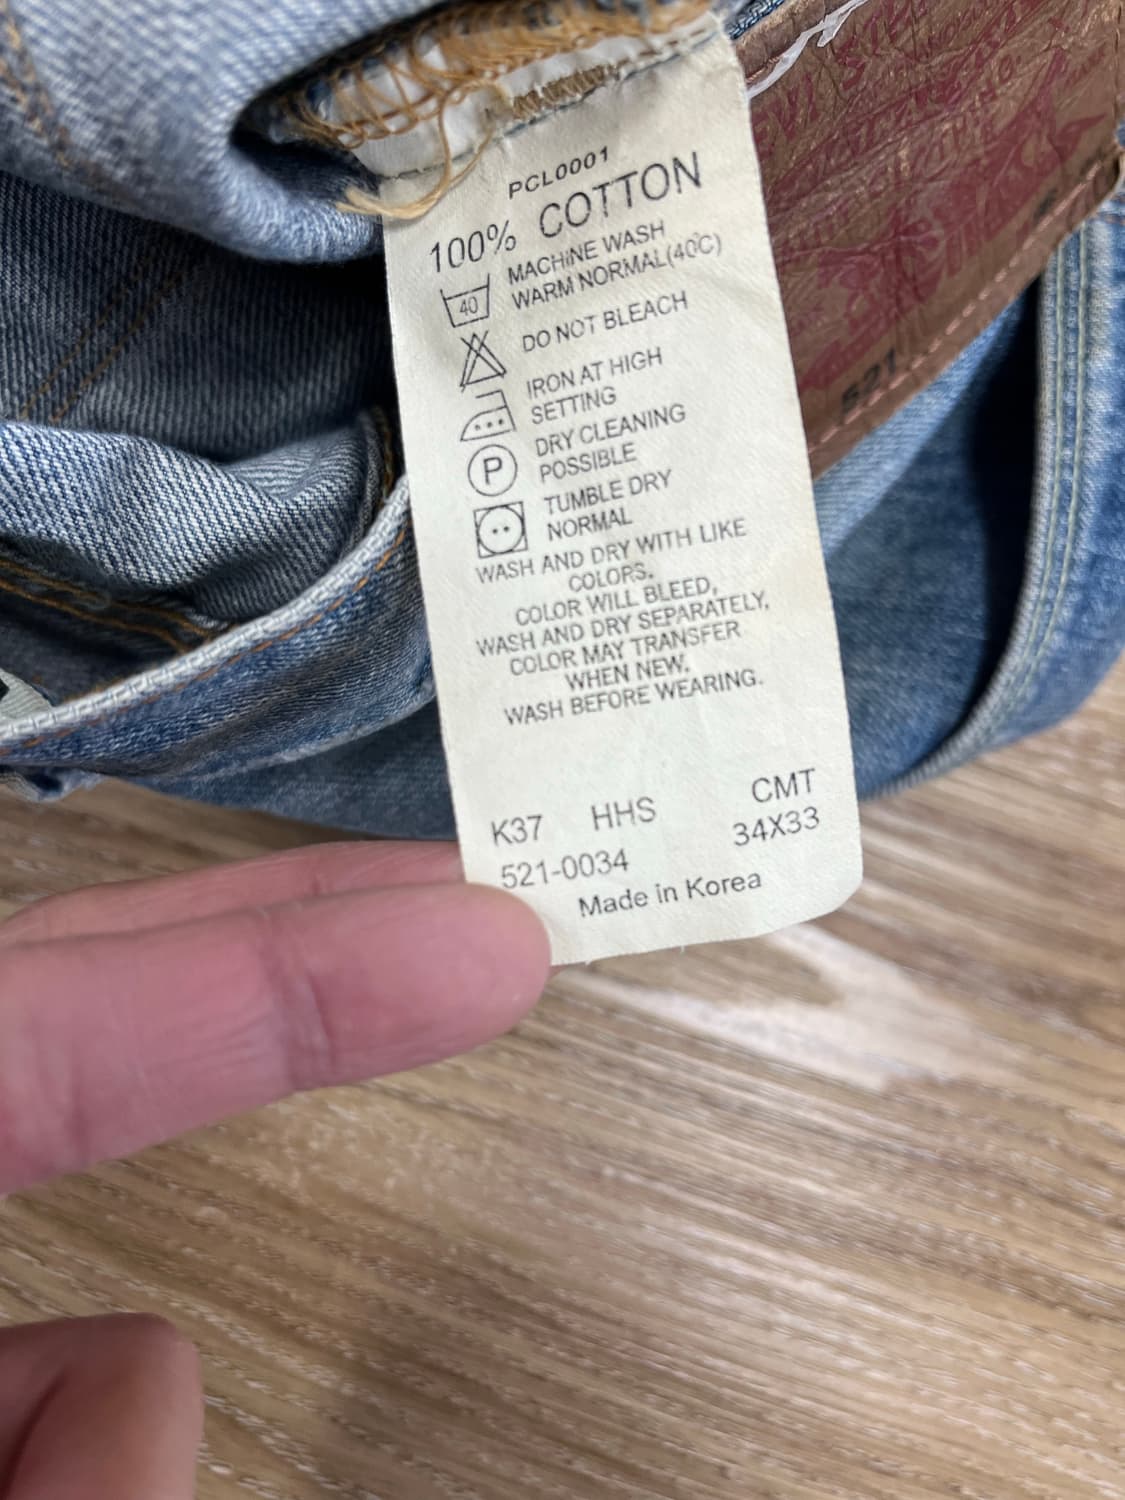 PCL0001
100% COTTON
40
MACHINE WASH
WARM NORMAL(40°C)
DO NOT BLEACH
IRON AT HIGH
SETTING
P
DRY CLEANING
POSSIBLE
TUMBLE DRY
NORMAL
WASH AND DRY WITH LIKE
COLORS.
COLOR WILL BLEED,
WASH AND DRY SEPARATELY,
COLOR MAY TRANSFER
WHEN NEW.
WASH BEFORE WEARING.
K37 HHS CMT
521-0034 34X33
Made in Korea
521